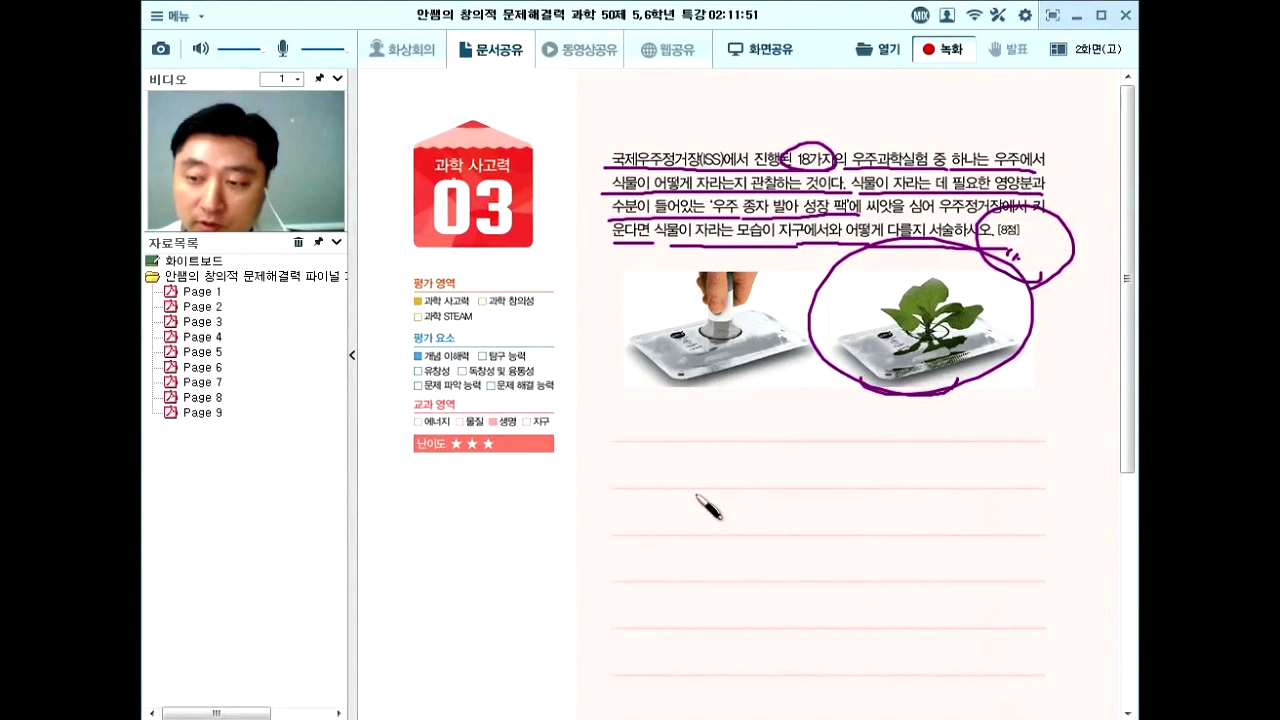 메뉴
안쌤의 창의적 문제해결력 과학 50제 5,6학년 특강 02:11:51
MIX
화상회의
문서공유
동영상공유
웹공유
화면공유
열기
녹화
발표
2화면(고)
비디오
1
자료목록
화이트보드
안쌤의 창의적 문제해결력 파이널
Page 1
Page 2
Page 3
Page 4
Page 5
Page 6
Page 7
Page 8
Page 9
과학 사고력
03
평가 영역
과학 사고력 과학 창의성
과학 STEAM
평가 요소
개념 이해력 탐구 능력
유창성 독창성 및 융통성
문제 파악 능력 문제 해결 능력
교과 영역
에너지 물질 생명 지구
난이도 ★ ★ ★
국제우주정거장(ISS)에서 진행된 18가지의 우주과학실험 중 하나는 우주에서
식물이 어떻게 자라는지 관찰하는 것이다. 식물이 자라는 데 필요한 영양분과
수분이 들어있는 '우주 종자 발아 성장 팩'에 씨앗을 심어 우주정거장에서 키
운다면 식물이 자라는 모습이 지구에서와 어떻게 다를지 서술하시오. [8점]